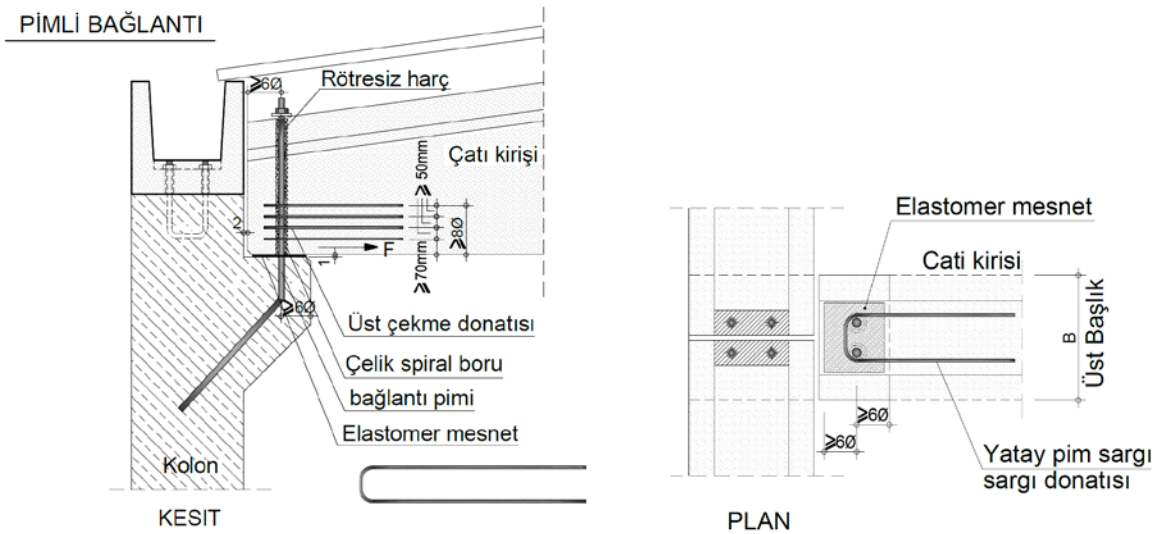 PİMLİ BAĞLANTI
⩾6Ø
Rötresiz harç
Çatı kirişi
⩾ 50mm
⩾8Ø
⩾70mm
2
1
F
⩾6Ø
Üst çekme donatısı
Çelik spiral boru
bağlantı pimi
Elastomer mesnet
Kolon
KESIT
Elastomer mesnet
Cati kirisi
B
Üst Başlık
⩾6Ø
⩾6Ø
Yatay pim sargı
sargı donatısı
PLAN